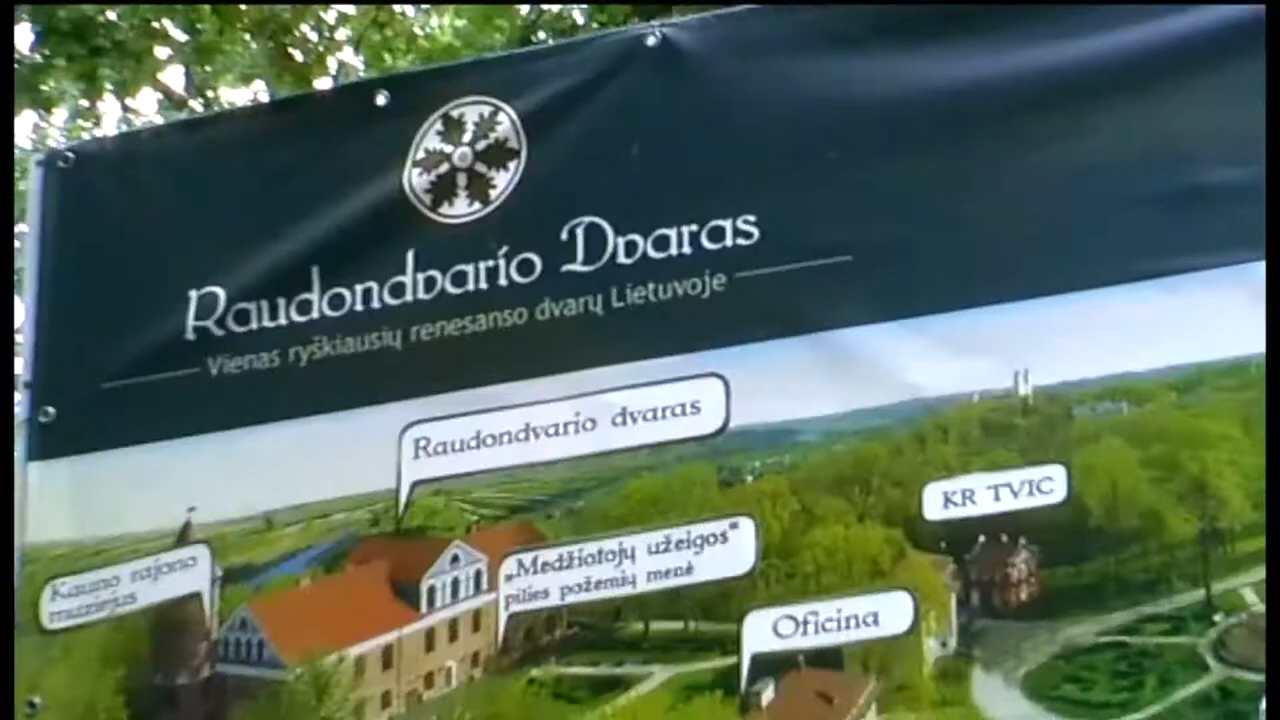 Raudondvario Dvaras
Vienas ryškiausių renesanso dvarų Lietuvoje
Raudondvario dvaras
KR TVIC
„Medžiotojų užeigos“
pilies požemių menė
Kauno rajono
muziejus
Oficina